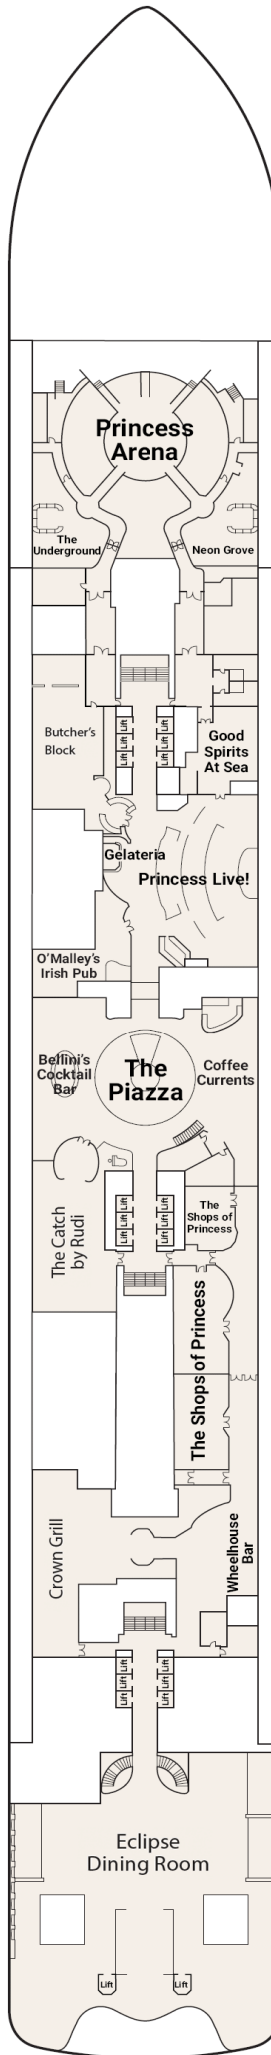 Princess
Arena
The
Underground
Neon Grove
Lift
Lift
Lift
Lift
Lift
Lift
Butcher's
Block
Good
Spirits
At Sea
Gelateria
Princess Live!
O'Malley's
Irish Pub
Bellini's
Cocktail
Bar
The
Piazza
Coffee
Currents
The Catch
by Rudi
Lift
Lift
Lift
Lift
Lift
Lift
The
Shops of
Princess
The Shops of Princess
Crown Grill
Wheelhouse
Bar
Lift
Lift
Lift
Lift
Lift
Lift
Eclipse
Dining Room
Lift
Lift